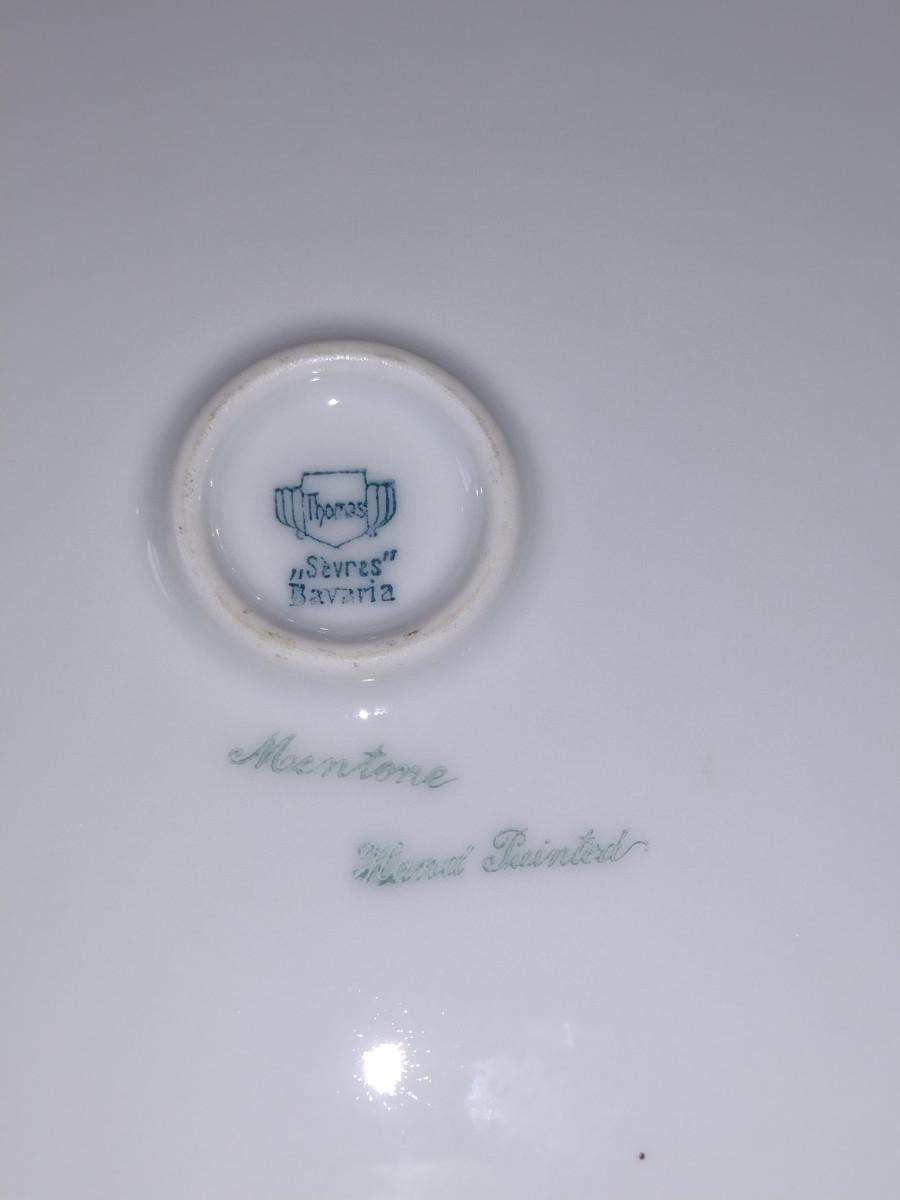 Thomas
„Sèvres"
Bavaria
Mentone
Hand Painted